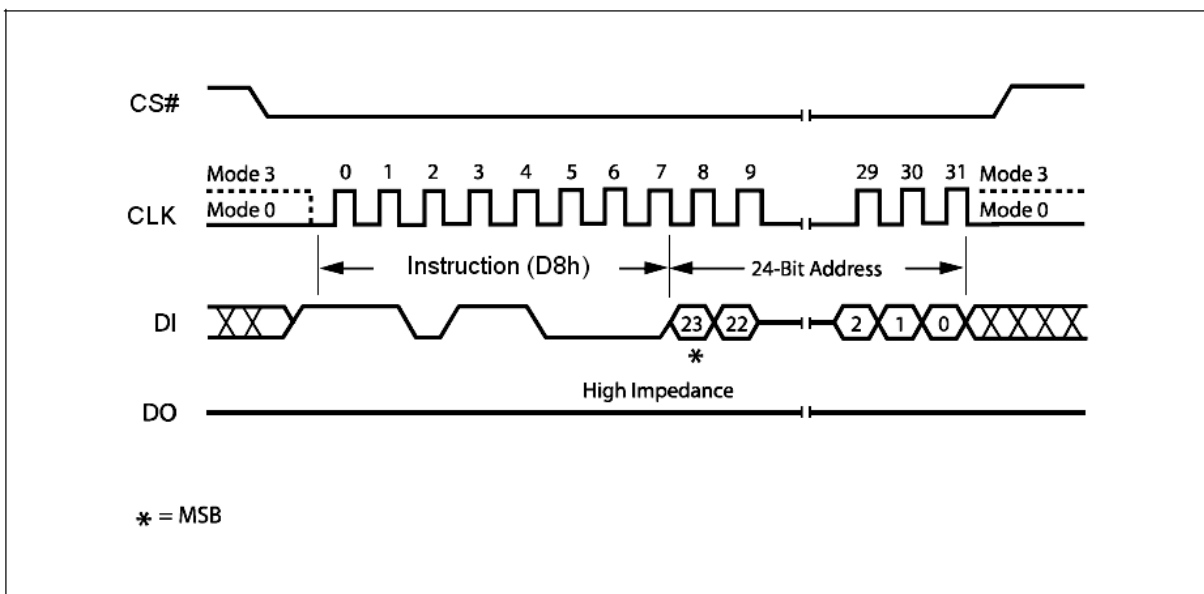 CS#
Mode 3 0 1 2 3 4 5 6 7 8 9 29 30 31 Mode 3
CLK Mode 0 Mode 0
Instruction (D8h) 24-Bit Address
DI 23 22 2 1 0
*
High Impedance
DO
* = MSB